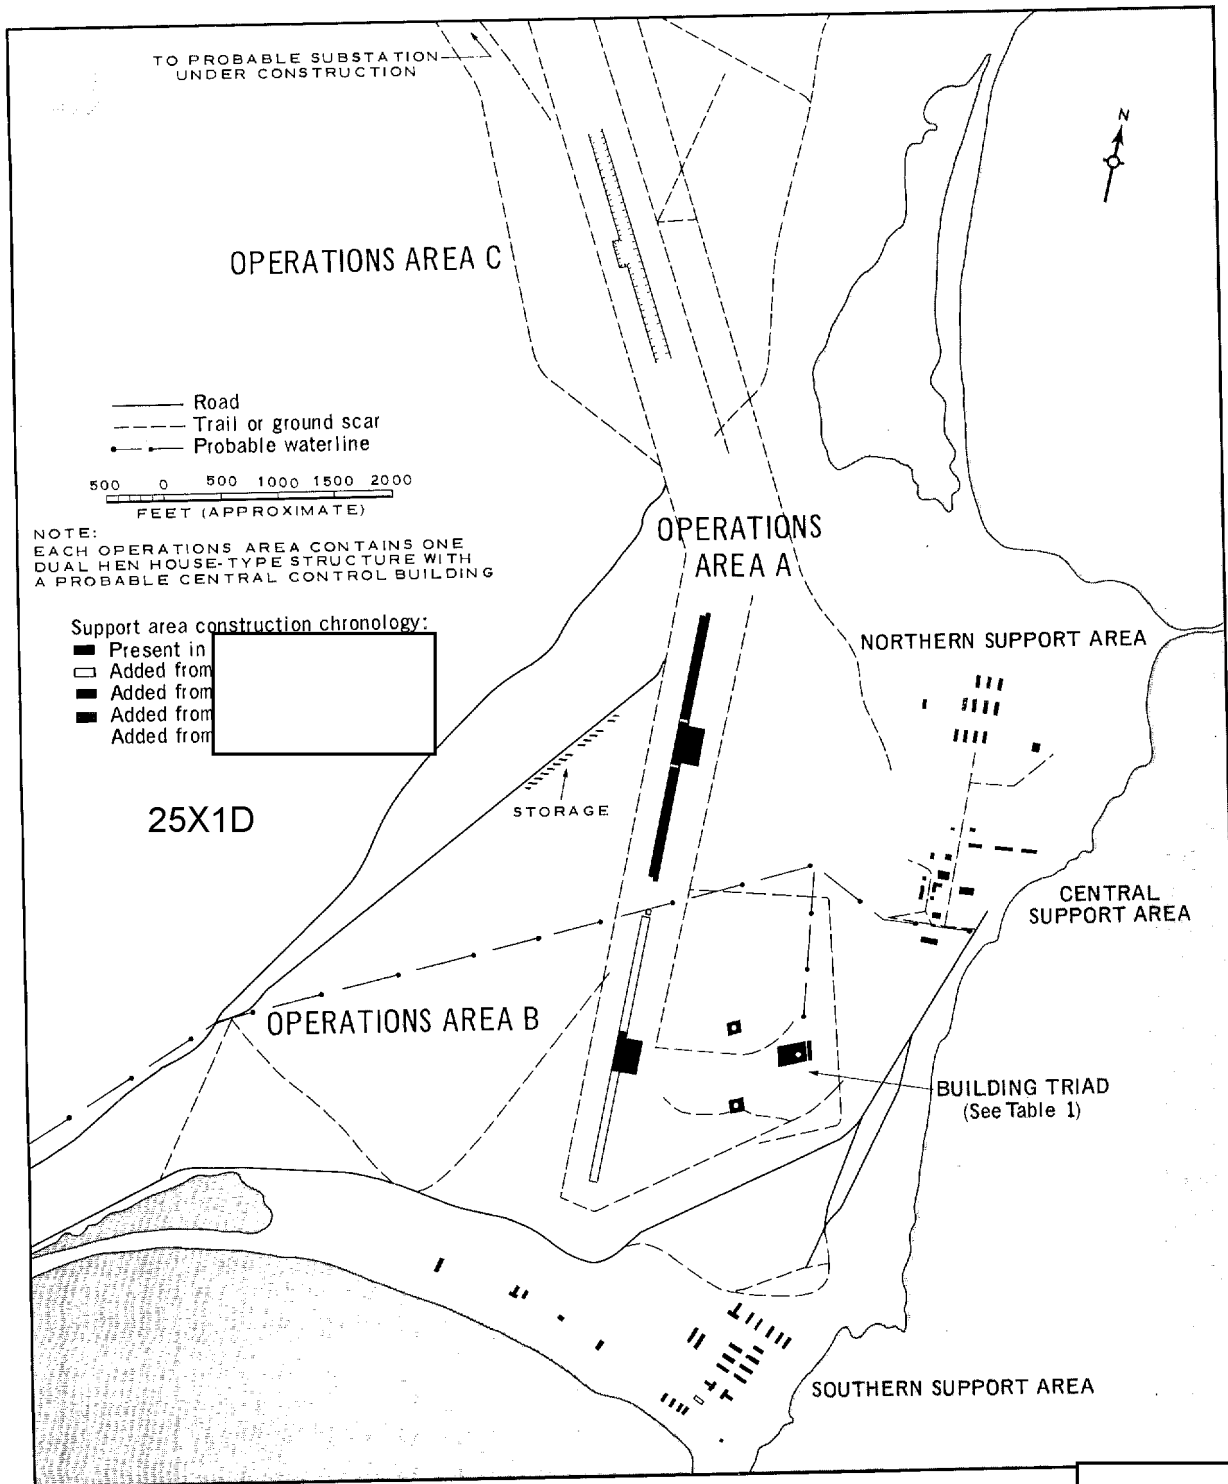 TO PROBABLE SUBSTATION
UNDER CONSTRUCTION
N
OPERATIONS AREA C
Road
Trail or ground scar
Probable waterline
500 0 500 1000 1500 2000
FEET (APPROXIMATE)
NOTE:
EACH OPERATIONS AREA CONTAINS ONE
DUAL HEN HOUSE-TYPE STRUCTURE WITH
A PROBABLE CENTRAL CONTROL BUILDING
OPERATIONS
AREA A
Support area construction chronology:
Present in
Added from
Added from
Added from
Added from
NORTHERN SUPPORT AREA
25X1D
STORAGE
CENTRAL
SUPPORT AREA
OPERATIONS AREA B
BUILDING TRIAD
(See Table 1)
SOUTHERN SUPPORT AREA